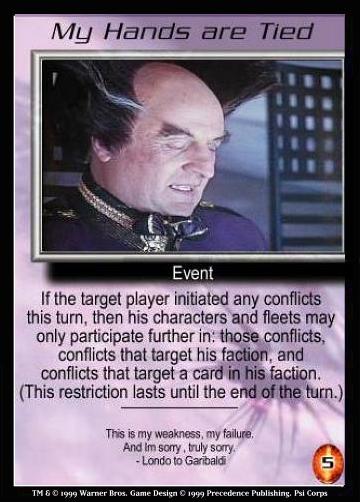 My Hands are Tied
Event
If the target player initiated any conflicts
this turn, then his characters and fleets may
only participate further in: those conflicts,
conflicts that target his faction, and
conflicts that target a card in his faction.
(This restriction lasts until the end of the turn.)
This is my weakness, my failure.
And Im sorry , truly sorry.
- Londo to Garibaldi
5
TM & © 1999 Warner Bros. Game Design © 1999 Precedence Publishing. Psi Corps